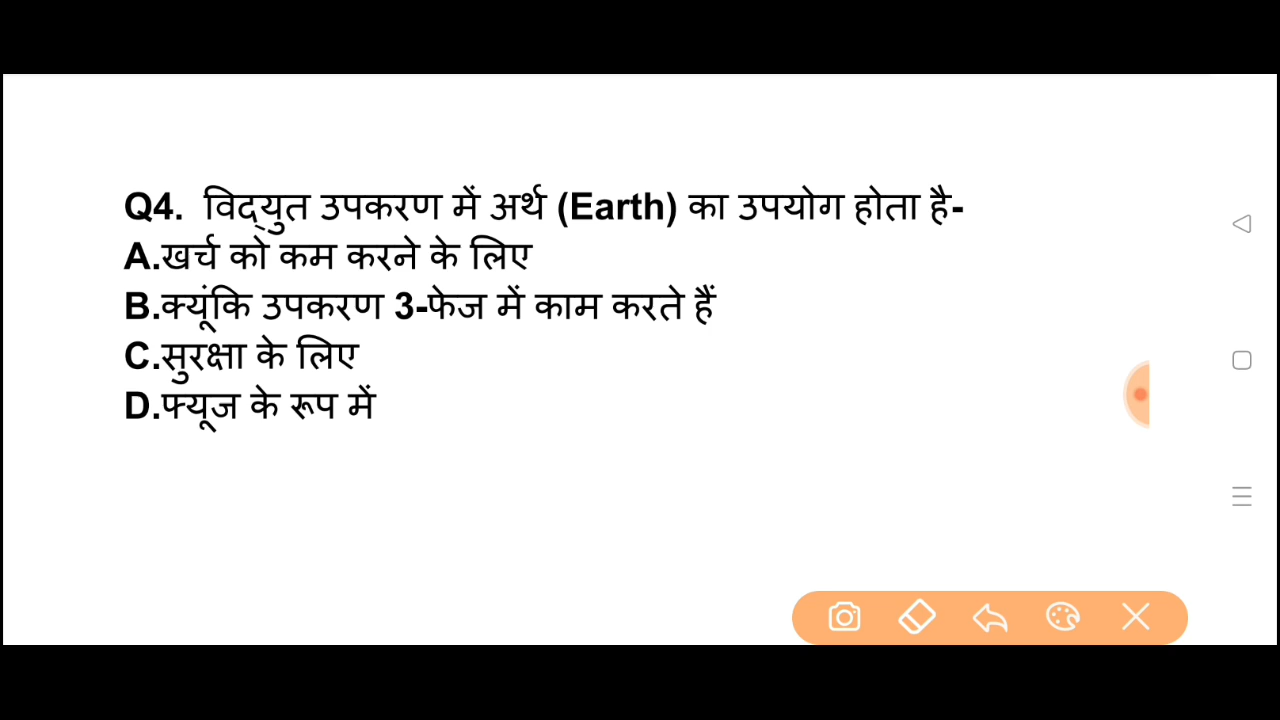 Q4. विद्युत उपकरण में अर्थ (Earth) का उपयोग होता है-
A.खर्च को कम करने के लिए
B.क्यूंकि उपकरण 3-फेज में काम करते हैं
C.सुरक्षा के लिए
D.फ्यूज के रूप में